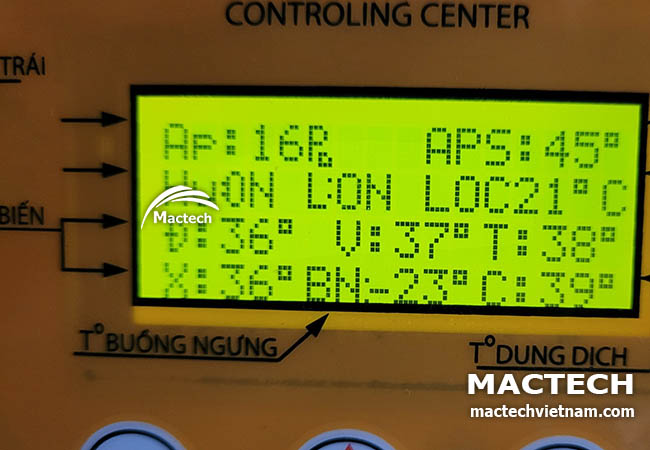 CONTROLING CENTER
TRÁI
Ap:16% APS:45°
L:ON LOC21°C
Mactech
BIẾN
D:36° V:37° T:38°
X:36° BN-23° C:39°
T° BUỒNG NGƯNG
T° DUNG DỊCH
MACTECH
mactechvietnam.com